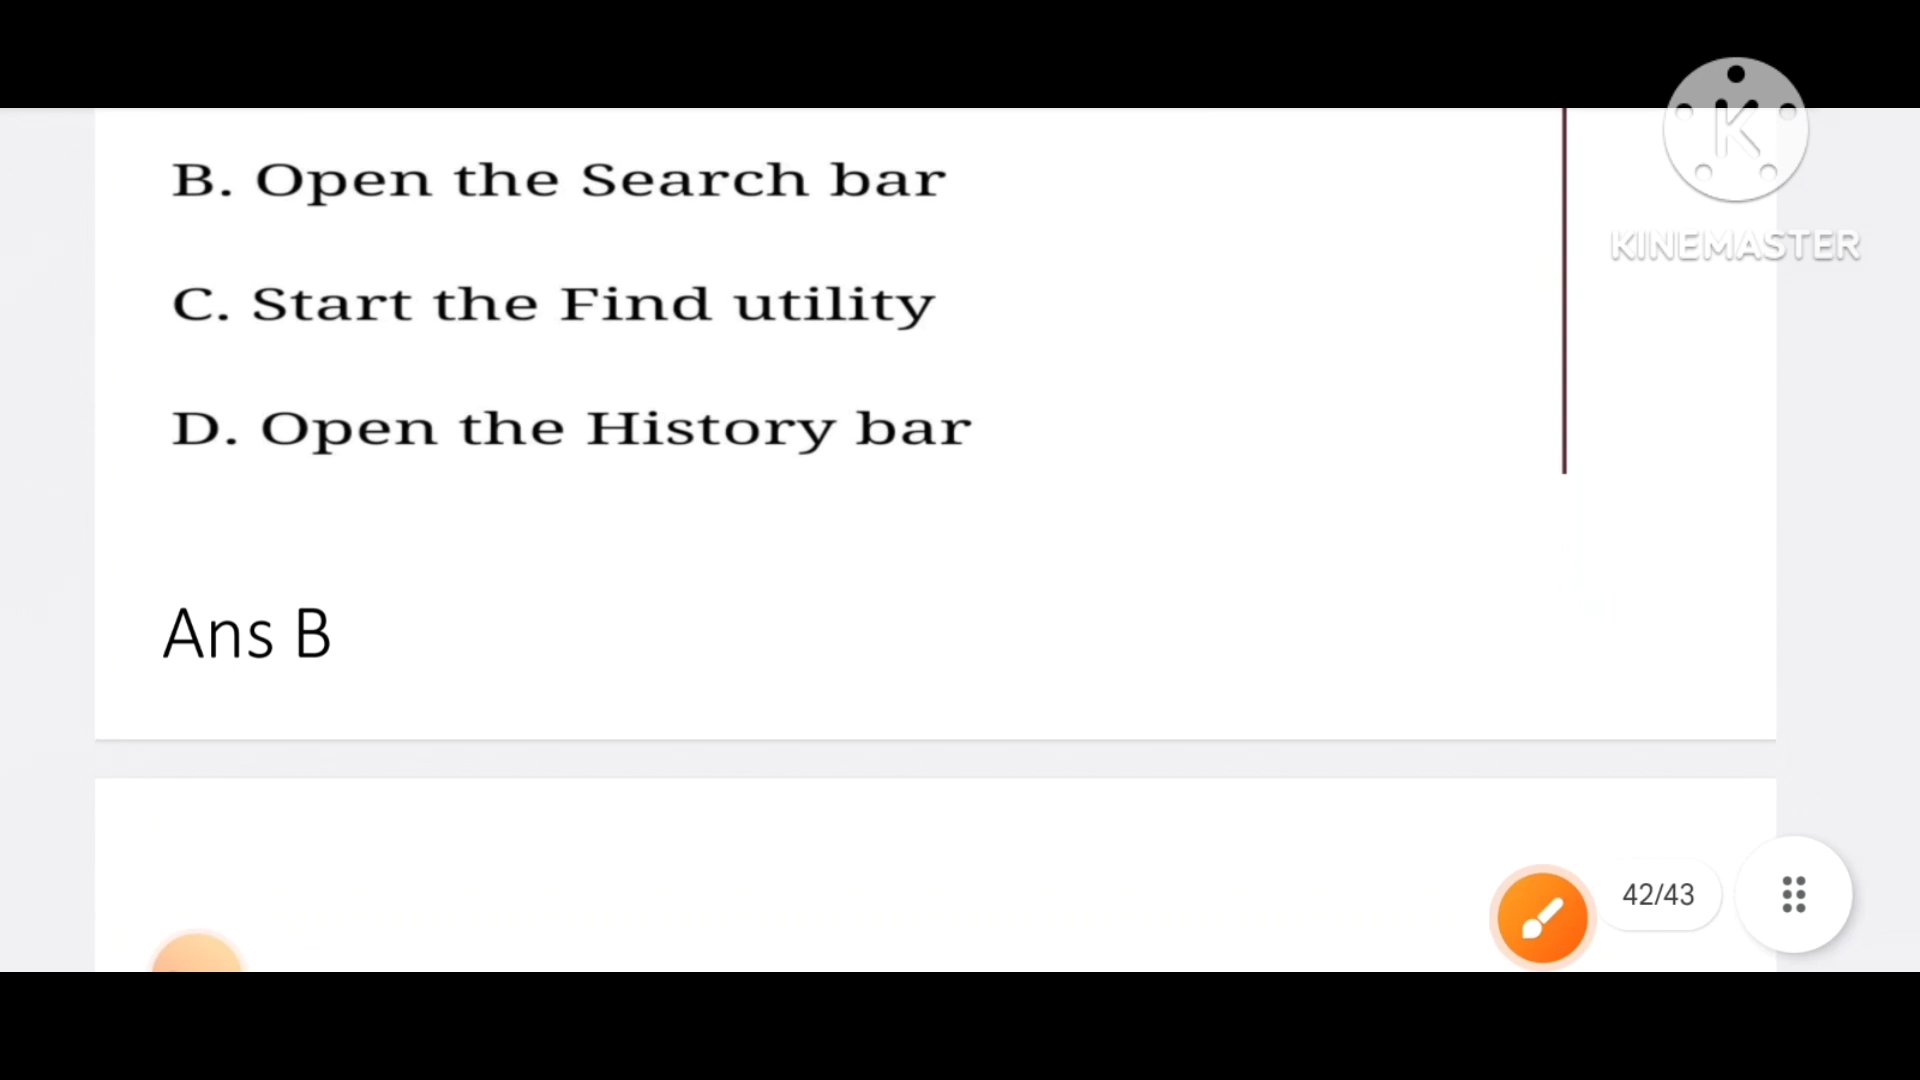 K
KINEMASTER
B. Open the Search bar
C. Start the Find utility
D. Open the History bar
Ans B
42/43